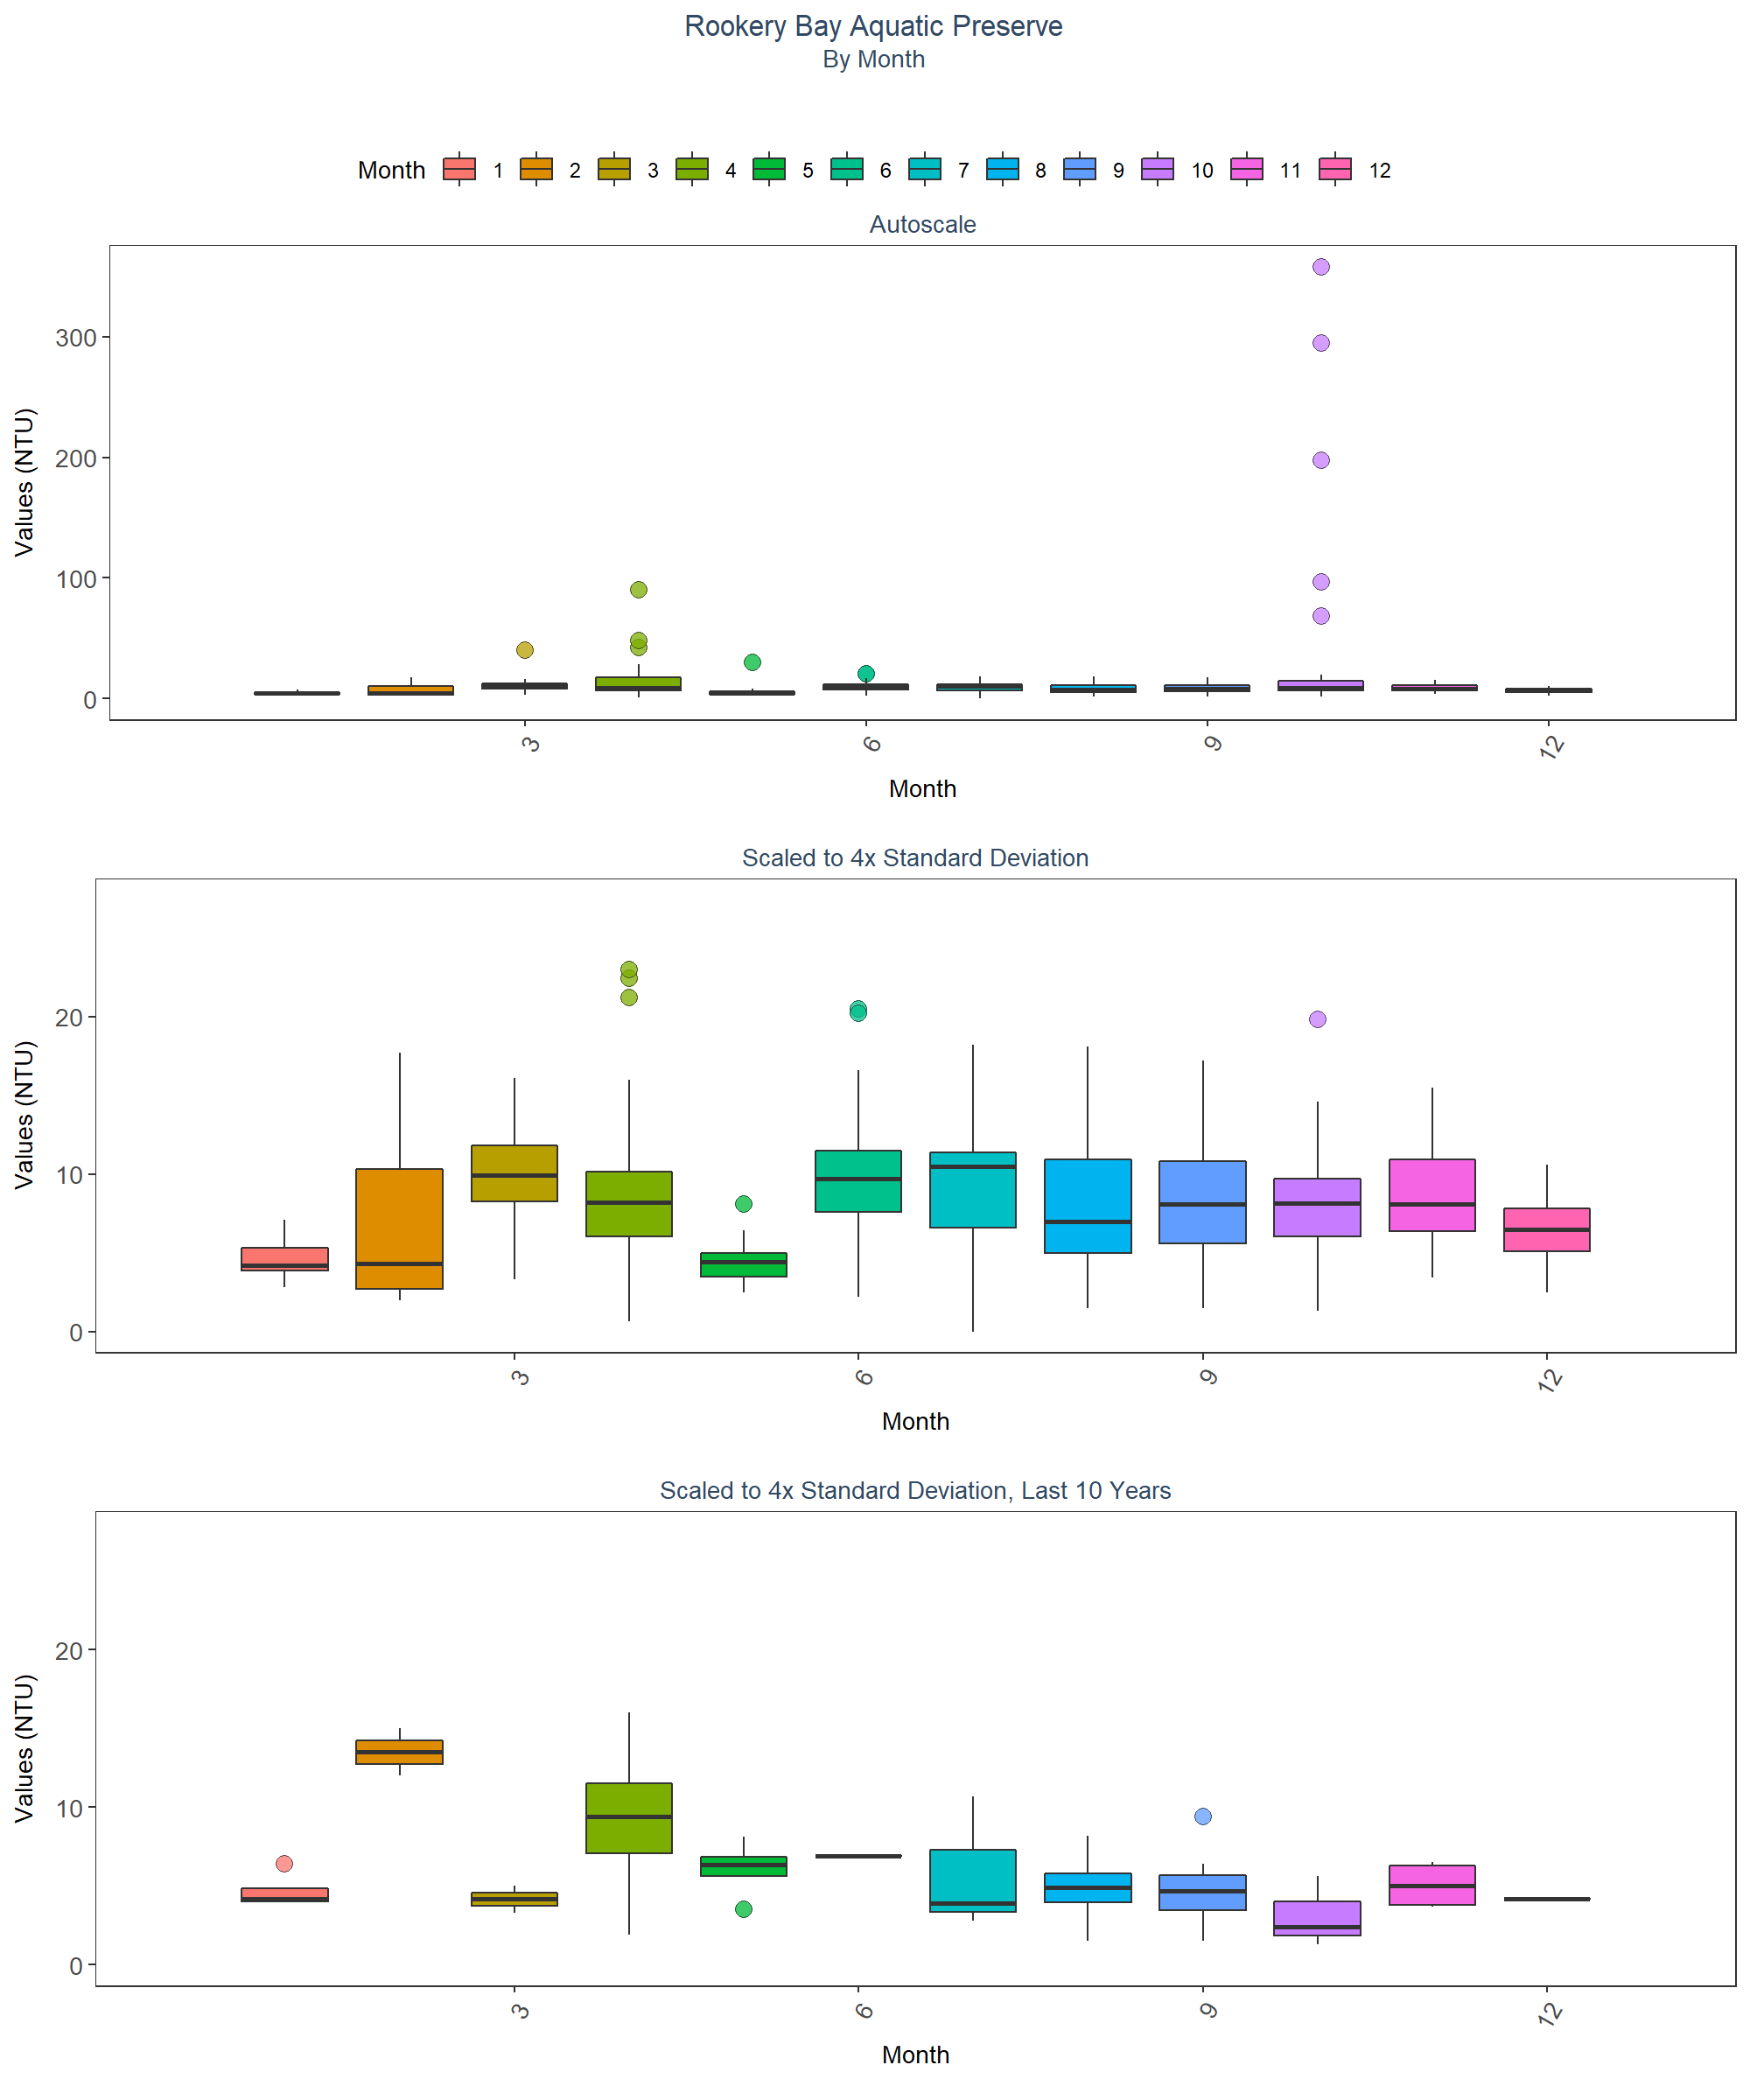 Rookery Bay Aquatic Preserve
By Month
Month 1 2 3 4 5 6 7 8 9 10 11 12
Autoscale
Values (NTU)
300
200
100
0
3 6 9 12
Month
Scaled to 4x Standard Deviation
Values (NTU)
20
10
0
3 6 9 12
Month
Scaled to 4x Standard Deviation, Last 10 Years
Values (NTU)
20
10
0
3 6 9 12
Month